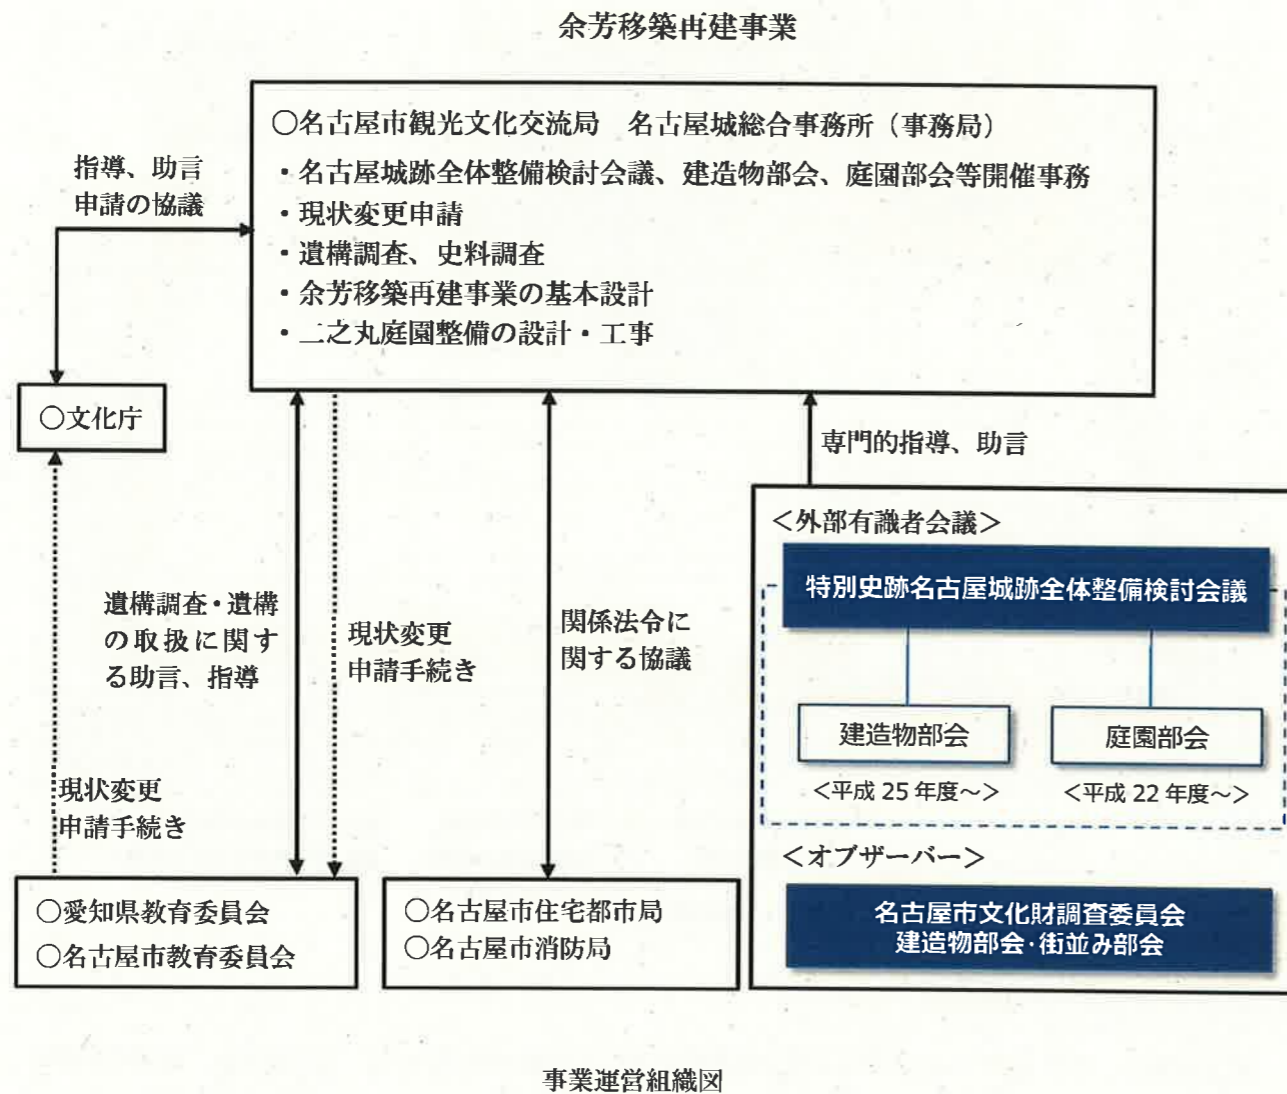 余芳移築再建事業
○名古屋市観光文化交流局　名古屋城総合事務所（事務局）
・名古屋城跡全体整備検討会議、建造物部会、庭園部会等開催事務
・現状変更申請
・遺構調査、史料調査
・余芳移築再建事業の基本設計
・二之丸庭園整備の設計・工事
指導、助言
申請の協議
○文化庁
専門的指導、助言
遺構調査・遺構
の取扱に関す
る助言、指導
現状変更
申請手続き
関係法令に
関する協議
現状変更
申請手続き
○愛知県教育委員会
○名古屋市教育委員会
○名古屋市住宅都市局
○名古屋市消防局
＜外部有識者会議＞
特別史跡名古屋城跡全体整備検討会議
建造物部会
庭園部会
＜平成 25 年度～＞
＜平成 22 年度～＞
＜オブザーバー＞
名古屋市文化財調査委員会
建造物部会・街並み部会
事業運営組織図